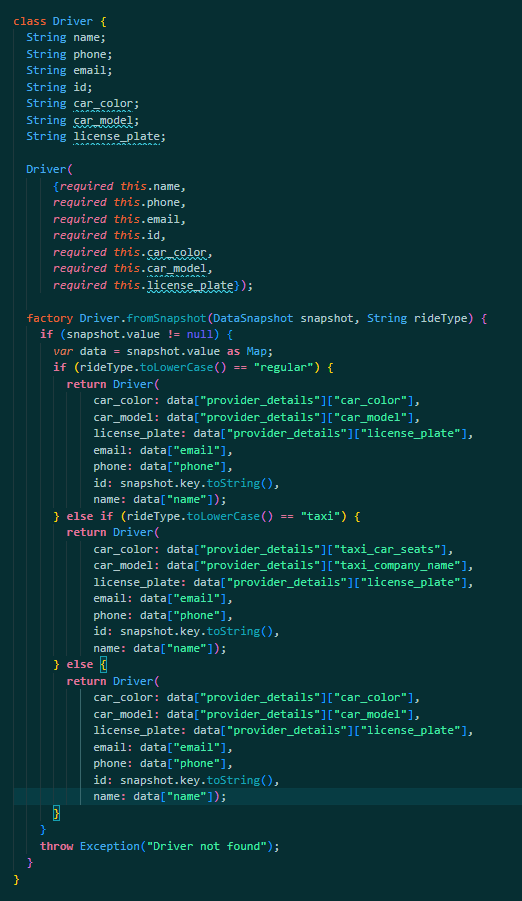 class Driver {
String name;
String phone;
String email;
String id;
String car_color;
String car_model;
String license_plate;
Driver(
{required this.name,
required this.phone,
required this.email,
required this.id,
required this.car_color,
required this.car_model,
required this.license_plate});
factory Driver.fromSnapshot(DataSnapshot snapshot, String rideType) {
if (snapshot.value != null) {
var data = snapshot.value as Map;
if (rideType.toLowerCase() == "regular") {
return Driver(
car_color: data["provider_details"]["car_color"],
car_model: data["provider_details"]["car_model"],
license_plate: data["provider_details"]["license_plate"],
email: data["email"],
phone: data["phone"],
id: snapshot.key.toString(),
name: data["name"]);
} else if (rideType.toLowerCase() == "taxi") {
return Driver(
car_color: data["provider_details"]["taxi_car_seats"],
car_model: data["provider_details"]["taxi_company_name"],
license_plate: data["provider_details"]["license_plate"],
email: data["email"],
phone: data["phone"],
id: snapshot.key.toString(),
name: data["name"]);
} else {
return Driver(
car_color: data["provider_details"]["car_color"],
car_model: data["provider_details"]["car_model"],
license_plate: data["provider_details"]["license_plate"],
email: data["email"],
phone: data["phone"],
id: snapshot.key.toString(),
name: data["name"]);
}
}
throw Exception("Driver not found");
}
}